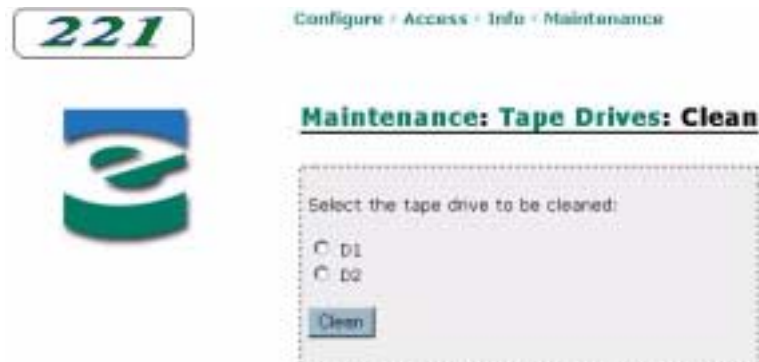 221
Configure · Access · Info · Maintenance
Maintenance: Tape Drives: Clean
Select the tape drive to be cleaned:
D1
D2
Clean